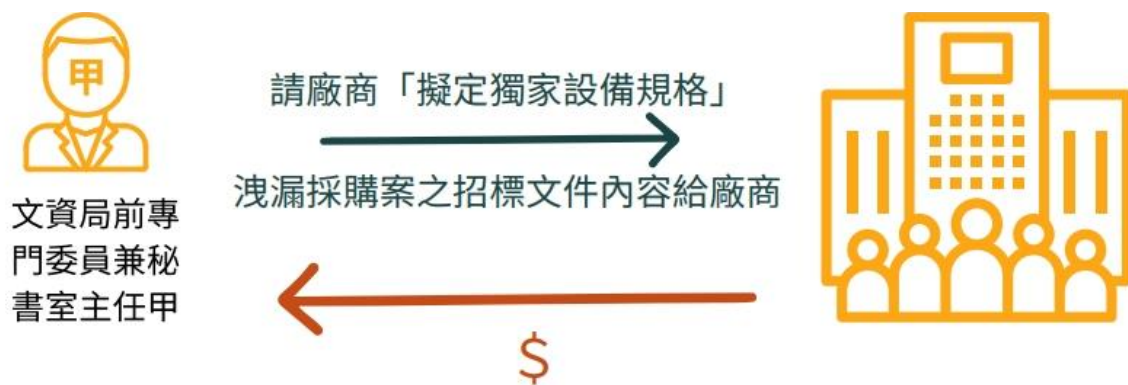 甲
請廠商「擬定獨家設備規格」
洩漏採購案之招標文件內容給廠商
文資局前專
門委員兼秘
書室主任甲
$